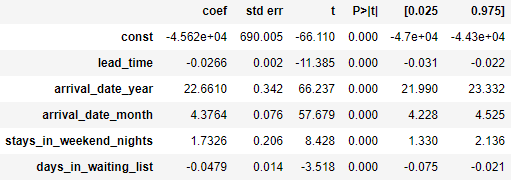 coef std err t P>|t| [0.025 0.975]
const -4.562e+04 690.005 -66.110 0.000 -4.7e+04 -4.43e+04
lead_time -0.0266 0.002 -11.385 0.000 -0.031 -0.022
arrival_date_year 22.6610 0.342 66.237 0.000 21.990 23.332
arrival_date_month 4.3764 0.076 57.679 0.000 4.228 4.525
stays_in_weekend_nights 1.7326 0.206 8.428 0.000 1.330 2.136
days_in_waiting_list -0.0479 0.014 -3.518 0.000 -0.075 -0.021